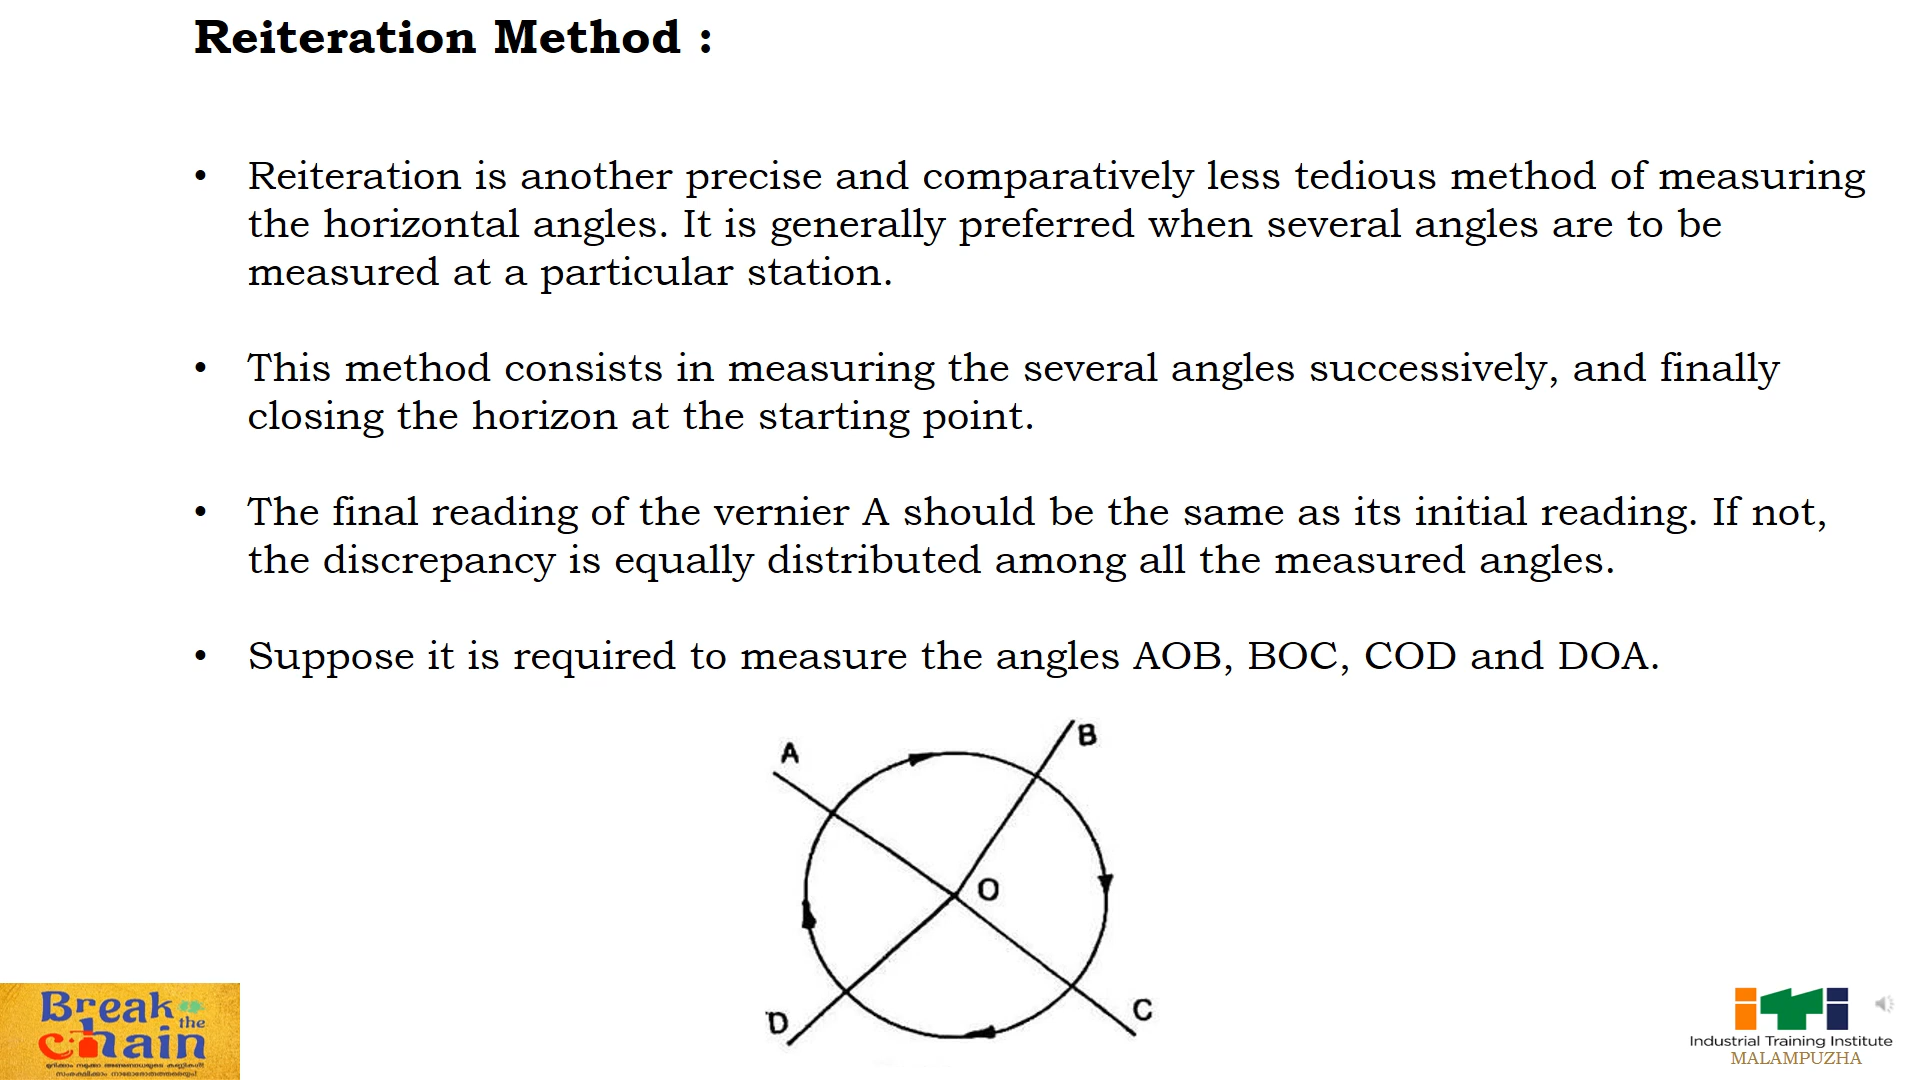 Reiteration Method :
• Reiteration is another precise and comparatively less tedious method of measuring
the horizontal angles. It is generally preferred when several angles are to be
measured at a particular station.
• This method consists in measuring the several angles successively, and finally
closing the horizon at the starting point.
• The final reading of the vernier A should be the same as its initial reading. If not,
the discrepancy is equally distributed among all the measured angles.
• Suppose it is required to measure the angles AOB, BOC, COD and DOA.
A
B
O
D
C
Break
the
chain
iti
Industrial Training Institute
MALAMPUZHA